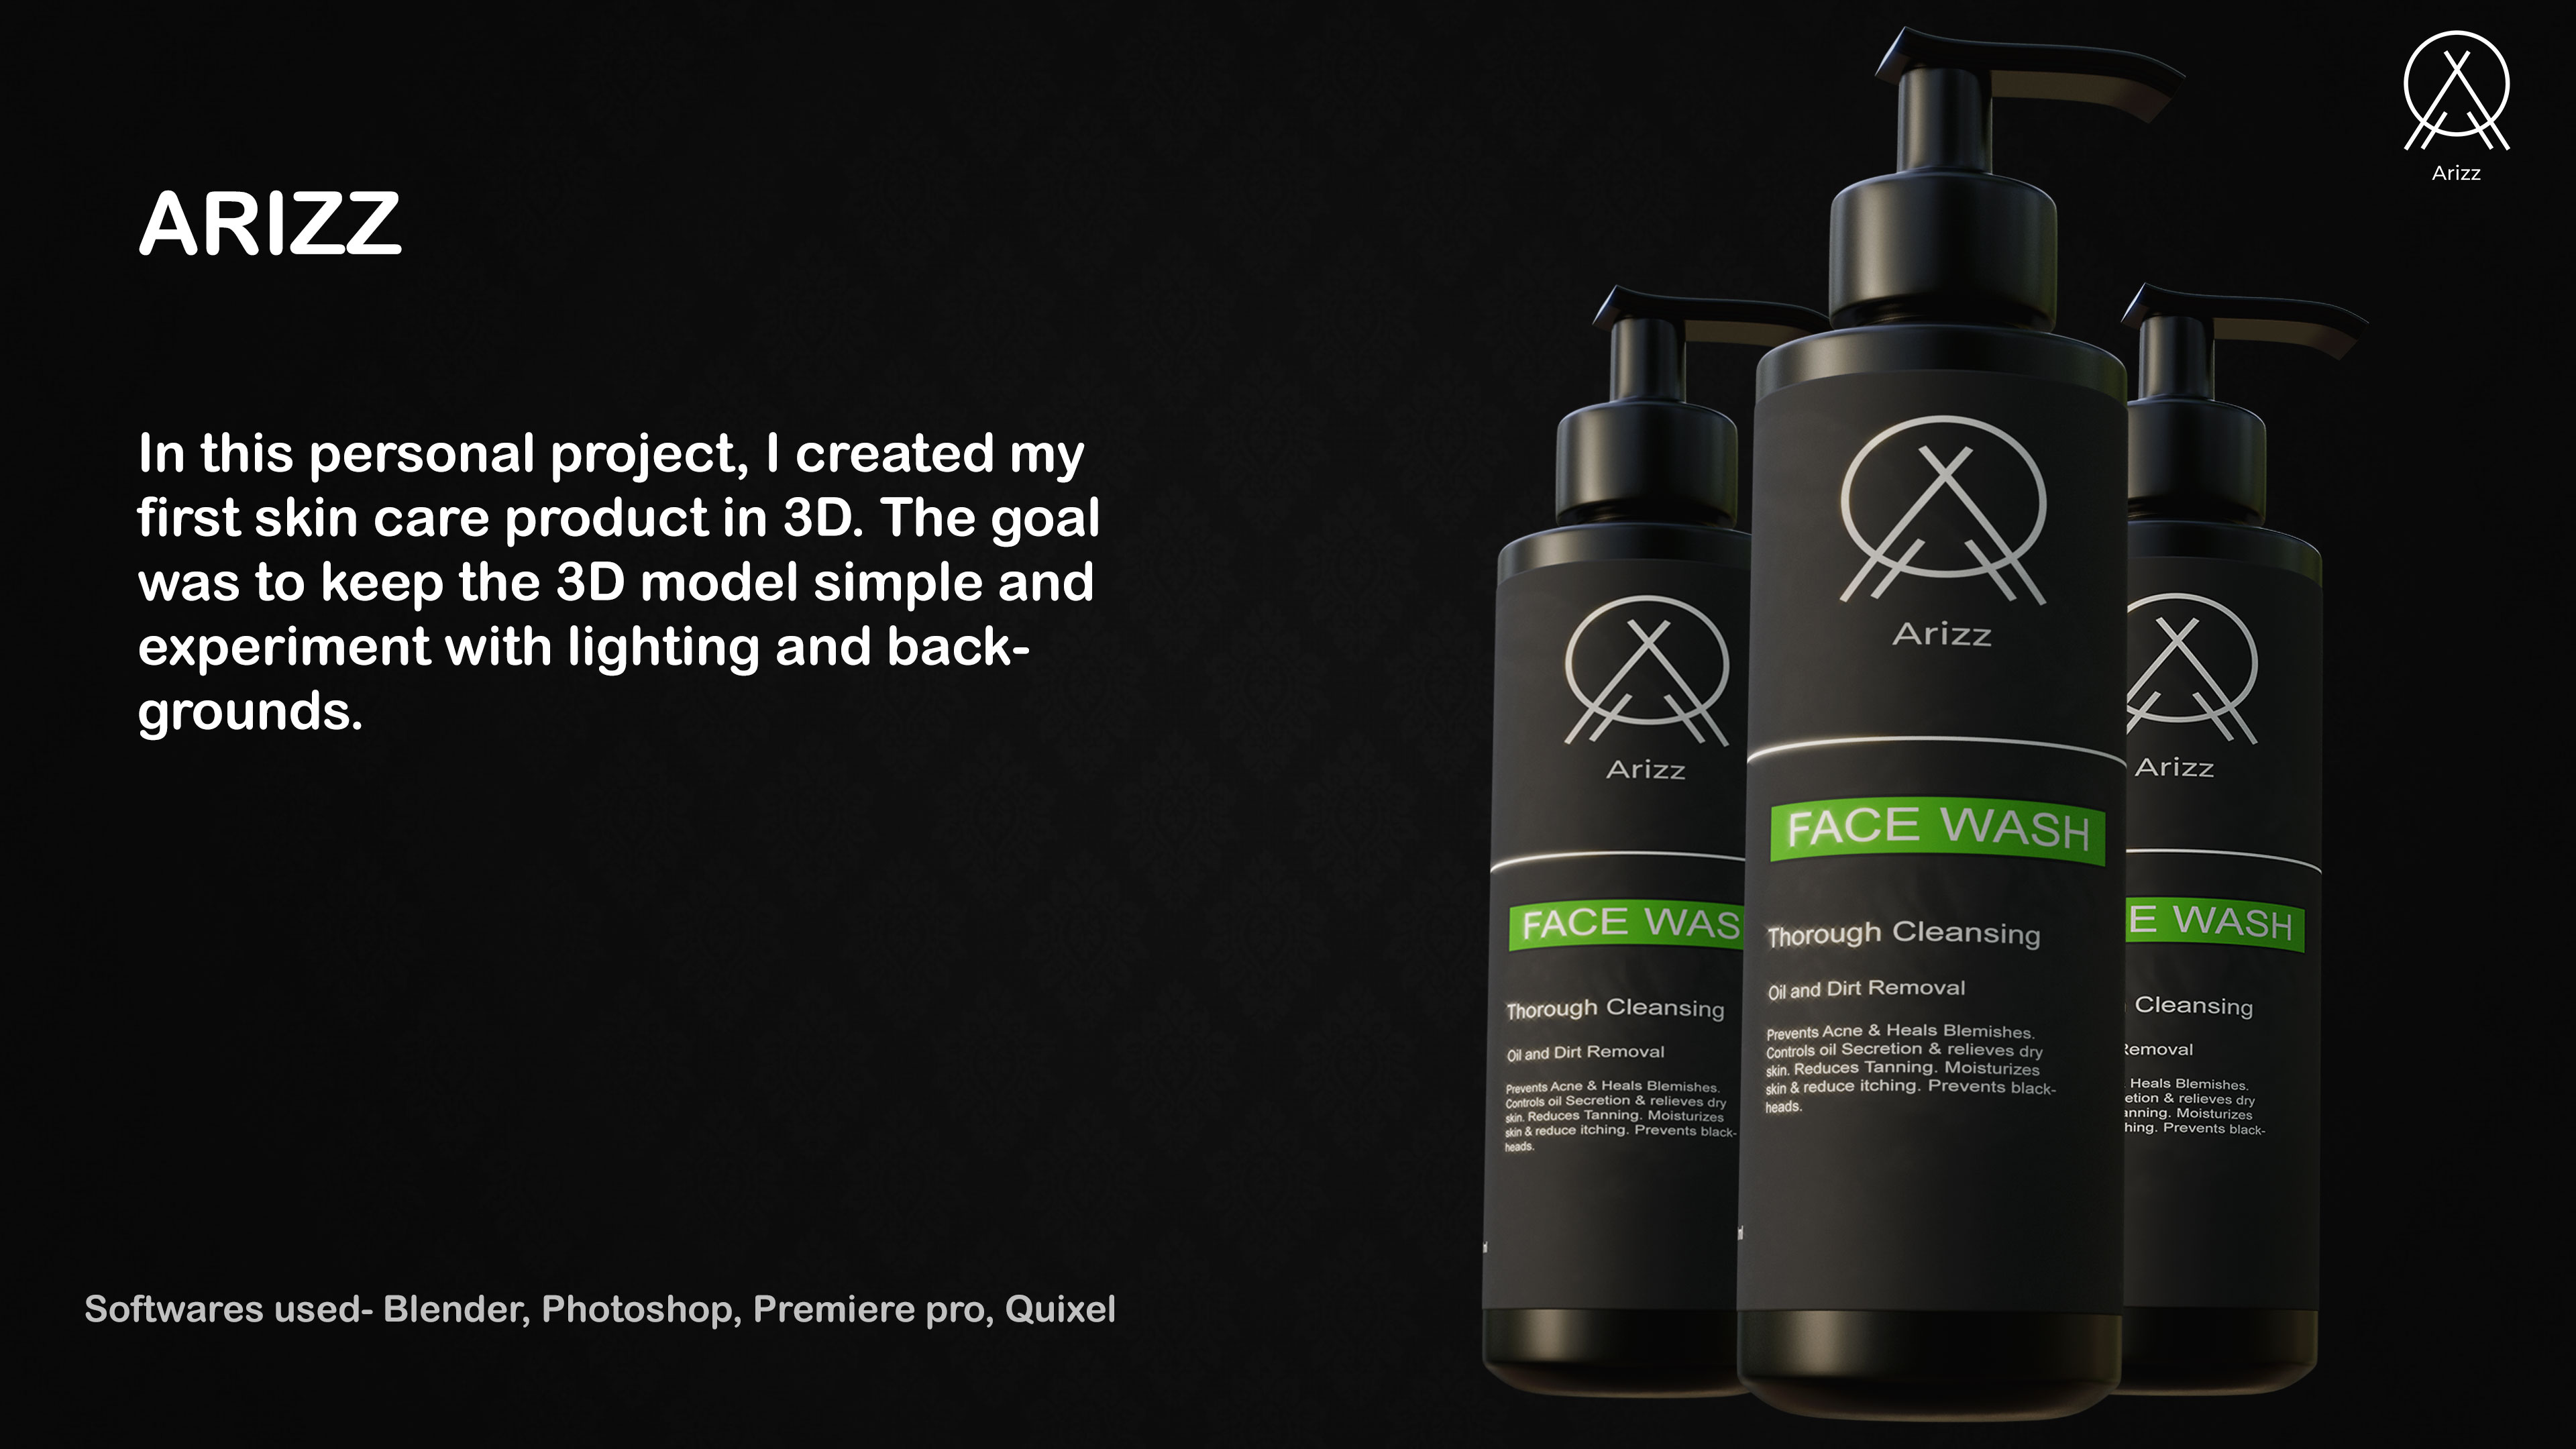 ARIZZ
In this personal project, I created my
first skin care product in 3D. The goal
was to keep the 3D model simple and
experiment with lighting and back-
grounds.
Softwares used- Blender, Photoshop, Premiere pro, Quixel
Arizz
Arizz
FACE WAS
Thorough Cleansing
Oil and Dirt Removal
Prevents Acne & Heals Blemishes.
Controls oil Secretion & relieves dry
skin. Reduces Tanning. Moisturizes
skin & reduce itching. Prevents black-
heads.
Arizz
FACE WASH
Thorough Cleansing
Oil and Dirt Removal
Prevents Acne & Heals Blemishes.
Controls oil Secretion & relieves dry
skin. Reduces Tanning. Moisturizes
skin & reduce itching. Prevents black-
heads.
Arizz
E WASH
Cleansing
Removal
Heals Blemishes.
etion & relieves dry
anning. Moisturizes
hing. Prevents black-